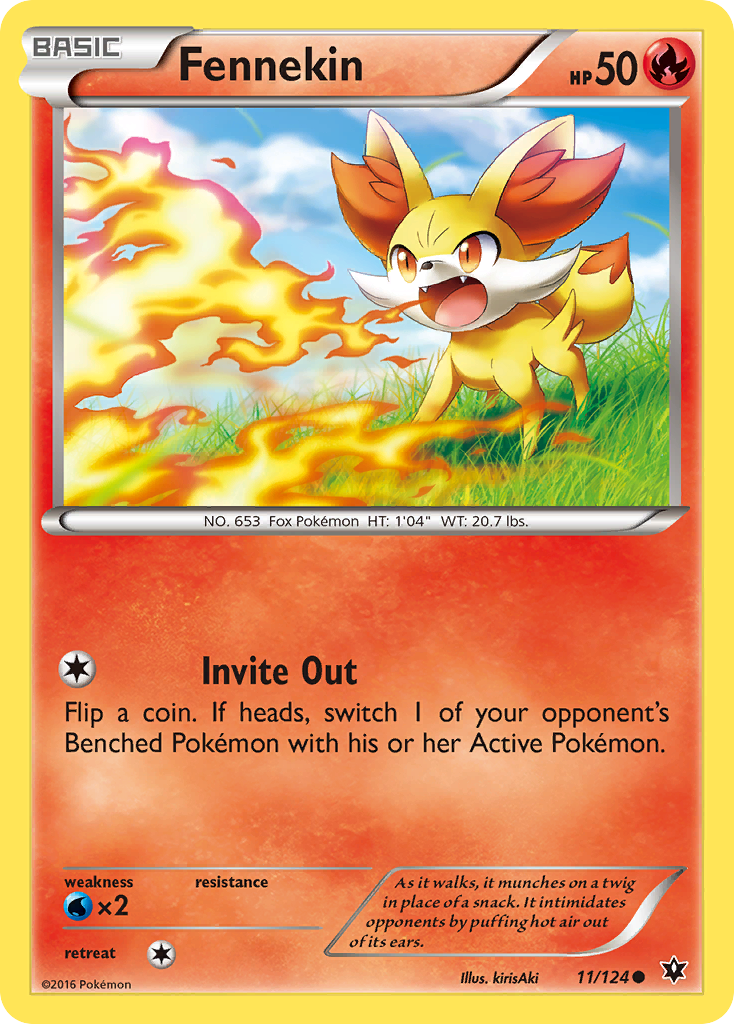 BASIC
Fennekin
HP 50
NO. 653 Fox Pokémon HT: 1'04" WT: 20.7 lbs.
Invite Out
Flip a coin. If heads, switch 1 of your opponent's
Benched Pokémon with his or her Active Pokémon.
weakness
resistance
×2
retreat
As it walks, it munches on a twig
in place of a snack. It intimidates
opponents by puffing hot air out
of its ears.
©2016 Pokémon
Illus. kirisAki
11/124